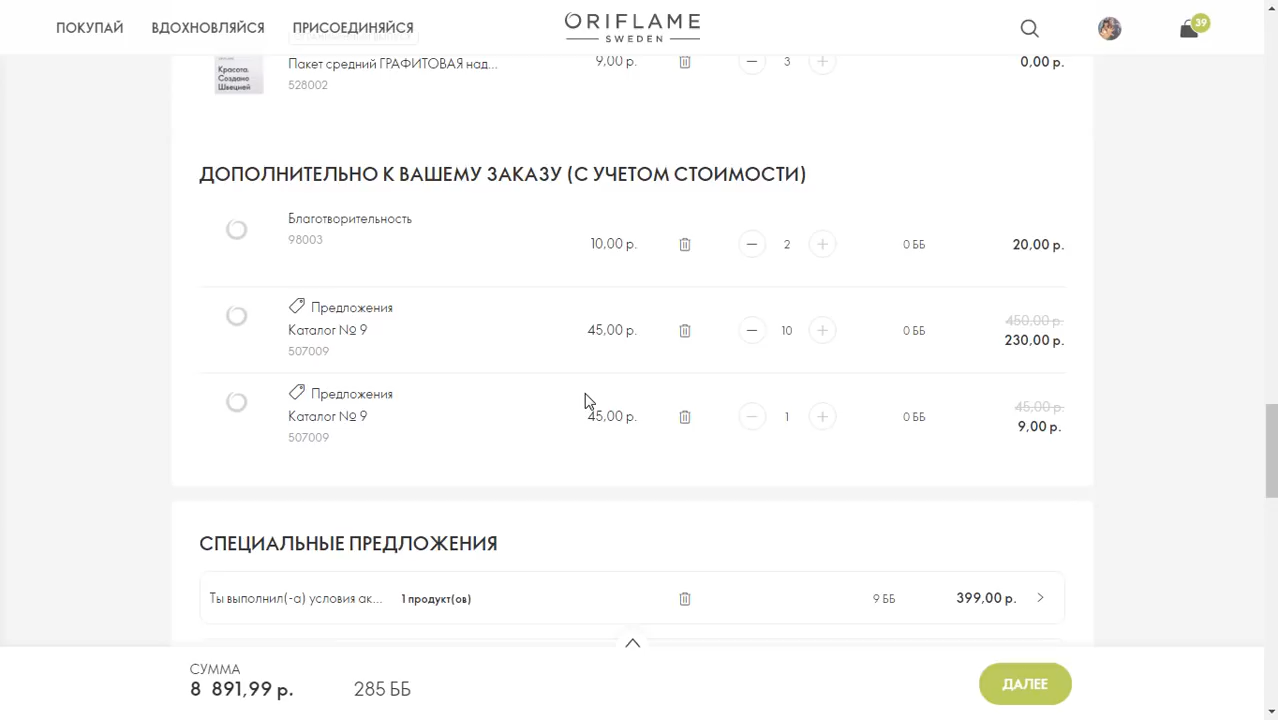 ПОКУПАЙ ВДОХНОВЛЯЙСЯ ПРИСОЕДИНЯЙСЯ ORIFLAME 39
SWEDEN
Красота. Пакет средний ГРАФИТОВАЯ над... 9,00 р. 3 0,00 р.
Создано
Швецией 528002
ДОПОЛНИТЕЛЬНО К ВАШЕМУ ЗАКАЗУ (С УЧЕТОМ СТОИМОСТИ)
Благотворительность
98003 10,00 р. 2 0 ББ 20,00 р.
Предложения
450,00 р.
Каталог № 9 45,00 р. 10 0 ББ 230,00 р.
507009
Предложения
45,00 р.
Каталог № 9 45,00 р. 1 0 ББ 9,00 р.
507009
СПЕЦИАЛЬНЫЕ ПРЕДЛОЖЕНИЯ
Ты выполнил(-а) условия ак... 1 продукт(ов) 9 ББ 399,00 р.
СУММА
8 891,99 р. 285 ББ ДАЛЕЕ